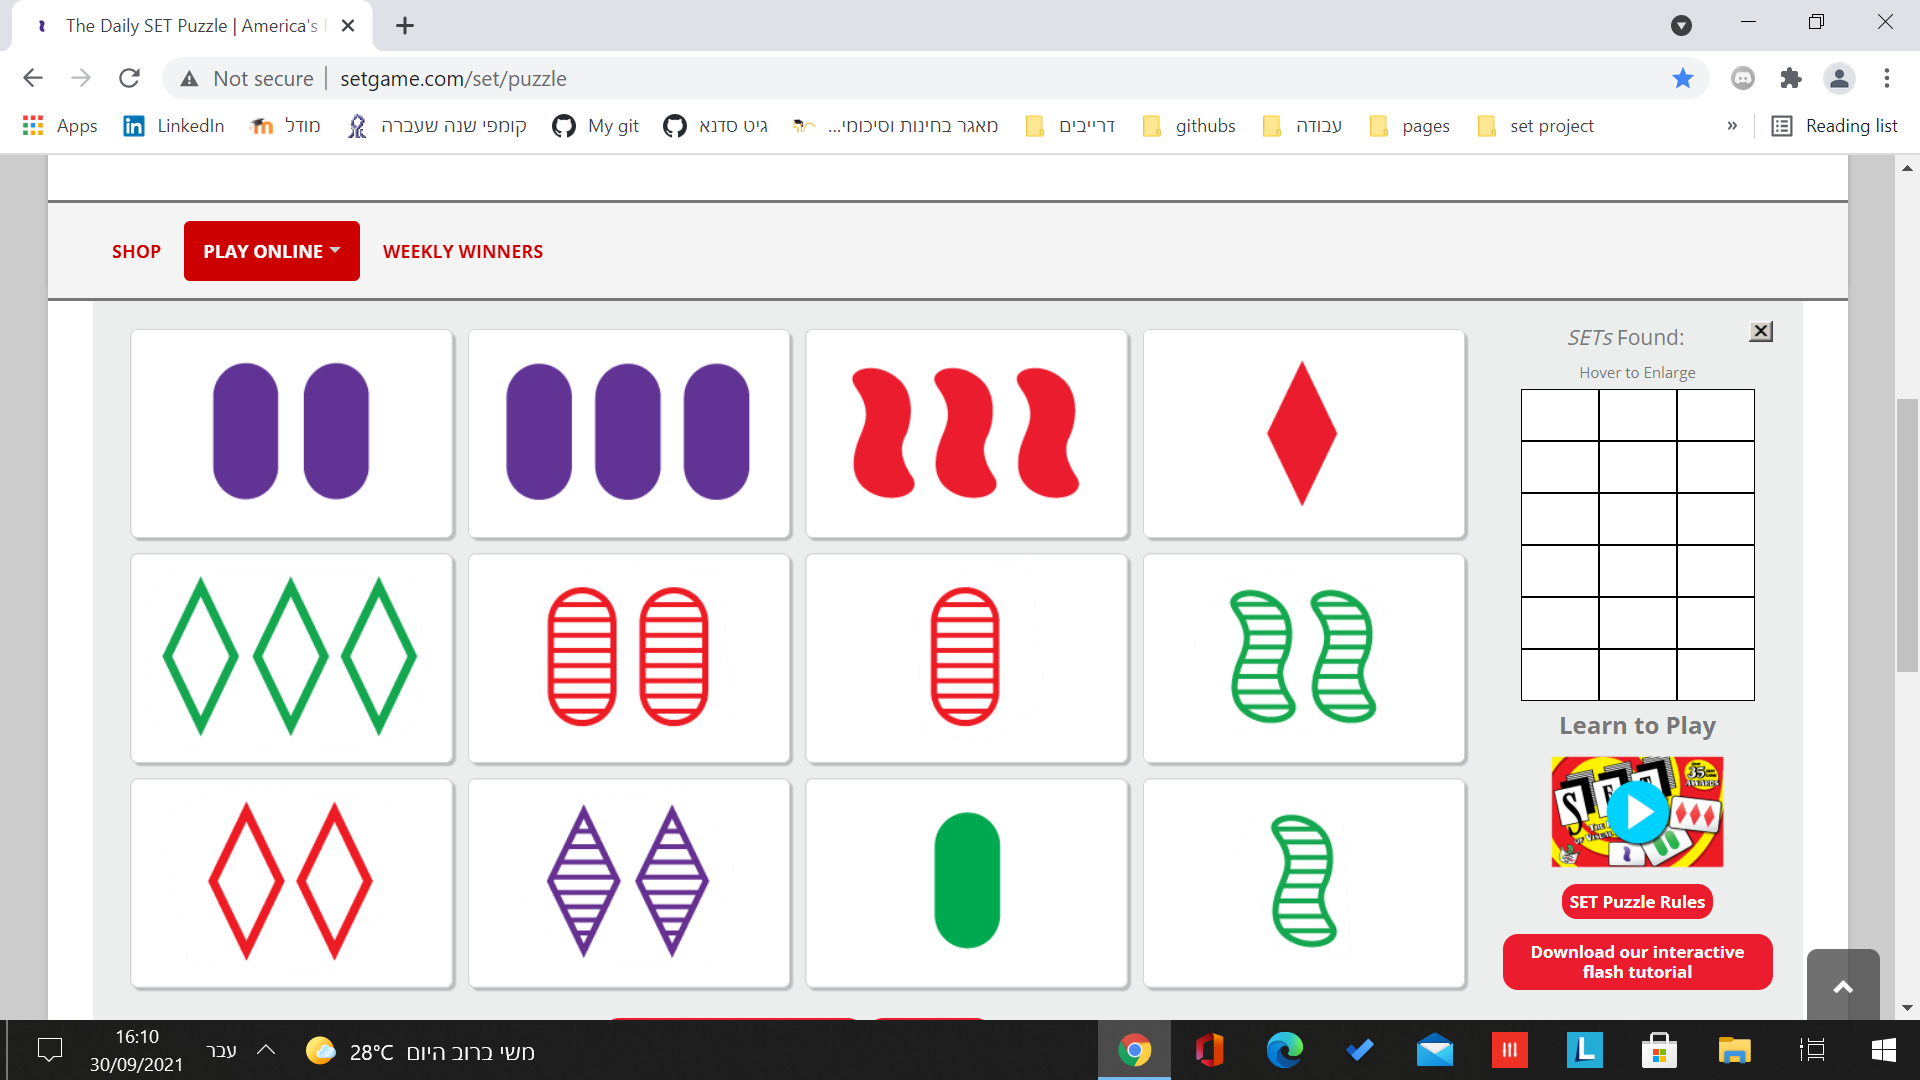 The Daily SET Puzzle | America's
Not secure | setgame.com/set/puzzle
Apps LinkedIn מודל קומפי שנה שעברה My git גיט סדנא מאגר בחינות וסיכומי... דרייבים githubs עבודה pages set project » Reading list
SHOP PLAY ONLINE WEEKLY WINNERS
SETs Found:
Hover to Enlarge
Learn to Play
SET
SET Puzzle Rules
Download our interactive
flash tutorial
16:10
30/09/2021
עבר
28°C משי ברוב היום